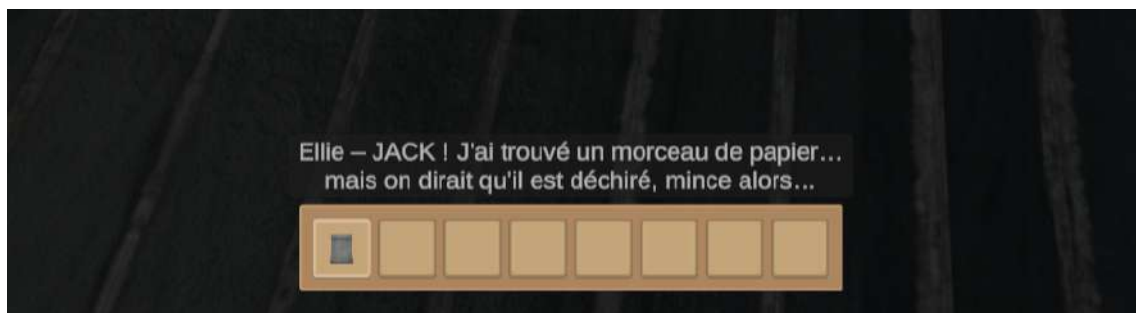 Ellie – JACK ! J'ai trouvé un morceau de papier…
mais on dirait qu'il est déchiré, mince alors…